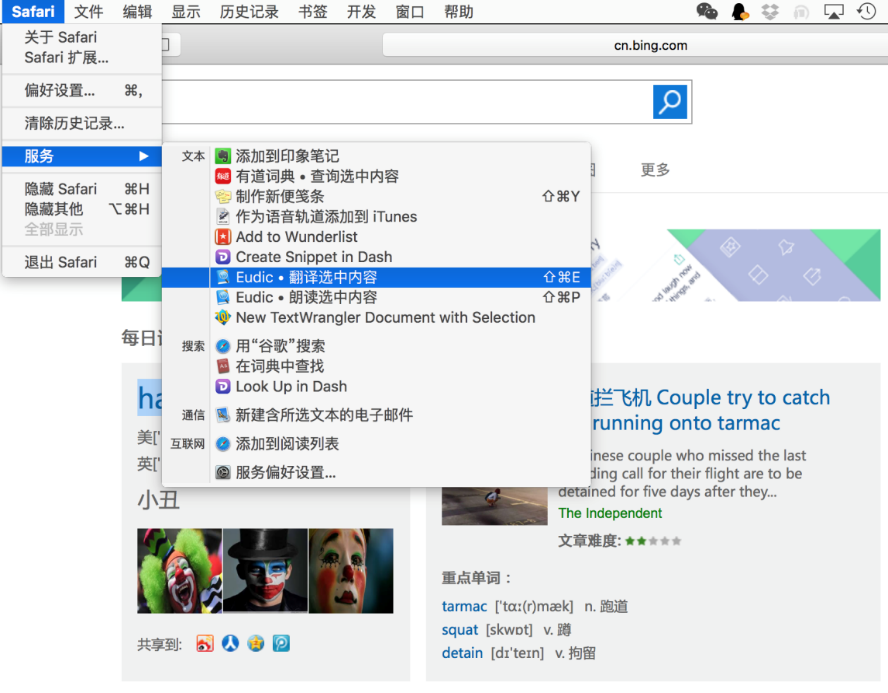 Safari 文件 编辑 显示 历史记录 书签 开发 窗口 帮助
关于 Safari
Safari 扩展...
偏好设置... ⌘,
清除历史记录...
服务 ▶
隐藏 Safari ⌘H
隐藏其他 ⌥⌘H
全部显示
退出 Safari ⌘Q
cn.bing.com
更多
文本 添加到印象笔记
有道词典 • 查询选中内容
制作新便笺条 ⇧⌘Y
作为语音轨道添加到 iTunes
Add to Wunderlist
Create Snippet in Dash
Eudic • 翻译选中内容 ⇧⌘E
Eudic • 朗读选中内容 ⇧⌘P
New TextWrangler Document with Selection
搜索 用“谷歌”搜索
在词典中查找
Look Up in Dash
通信 新建含所选文本的电子邮件
互联网 添加到阅读列表
服务偏好设置...
laugh now
things, and
每日
ha
美['
英['
小丑
共享到:
拦飞机 Couple try to catch
running onto tarmac
couple who missed the last
call for their flight are to be
detained for five days after they...
The Independent
文章难度:
重点单词：
tarmac ['tɑː(r)mæk] n. 跑道
squat [skwɒt] v. 蹲
detain [dɪ'teɪn] v. 拘留